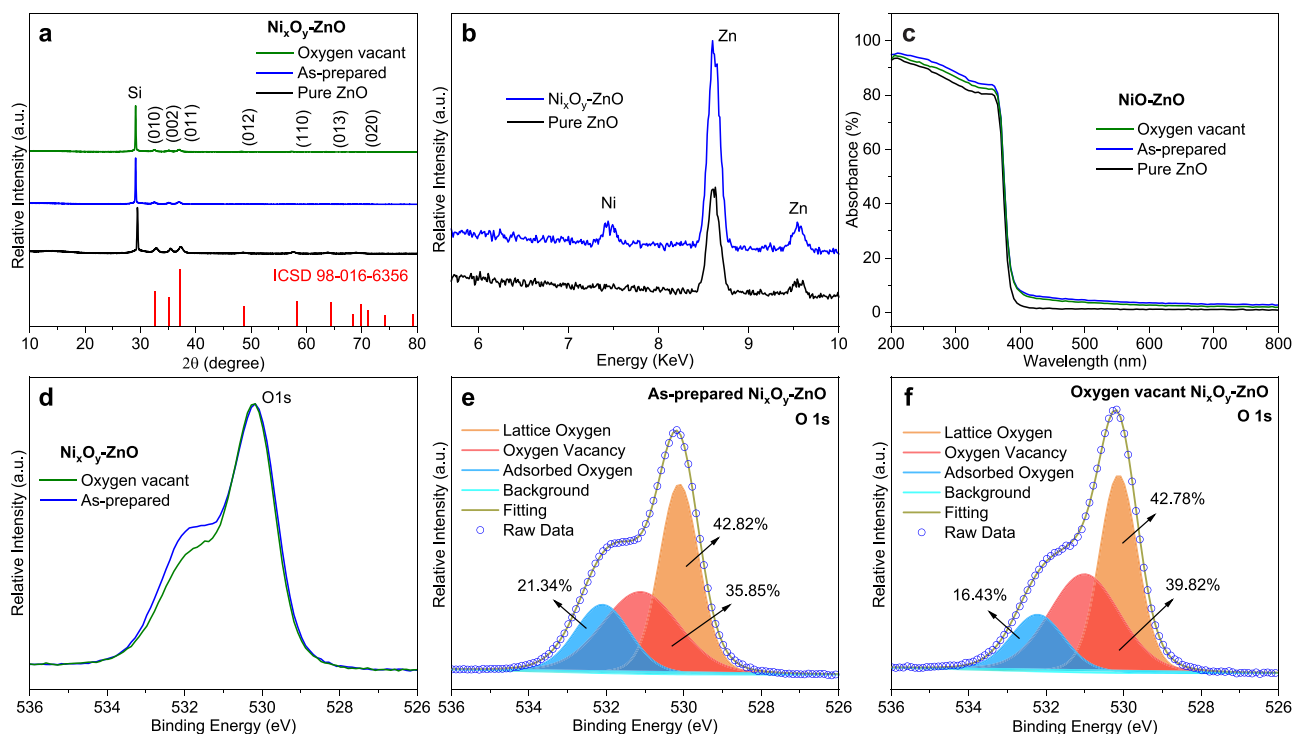 a
Ni_xO_y-ZnO
Oxygen vacant
As-prepared
Pure ZnO
Si
(010)
(002)
(011)
(012)
(110)
(013)
(020)
ICSD 98-016-6356
Relative Intensity (a.u.)
10 20 30 40 50 60 70 80
2θ (degree)
b
Zn
Ni_xO_y-ZnO
Pure ZnO
Ni
Zn
Relative Intensity (a.u.)
6 7 8 9 10
Energy (KeV)
c
NiO-ZnO
Oxygen vacant
As-prepared
Pure ZnO
Absorbance (%)
100
80
60
40
20
0
200 300 400 500 600 700 800
Wavelength (nm)
d
O1s
Ni_xO_y-ZnO
Oxygen vacant
As-prepared
Relative Intensity (a.u.)
536 534 532 530 528 526
Binding Energy (eV)
e
As-prepared Ni_xO_y-ZnO
O 1s
Lattice Oxygen
Oxygen Vacancy
Adsorbed Oxygen
Background
Fitting
Raw Data
42.82%
21.34%
35.85%
Relative Intensity (a.u.)
536 534 532 530 528 526
Binding Energy (eV)
f
Oxygen vacant Ni_xO_y-ZnO
O 1s
Lattice Oxygen
Oxygen Vacancy
Adsorbed Oxygen
Background
Fitting
Raw Data
42.78%
16.43%
39.82%
Relative Intensity (a.u.)
536 534 532 530 528 526
Binding Energy (eV)